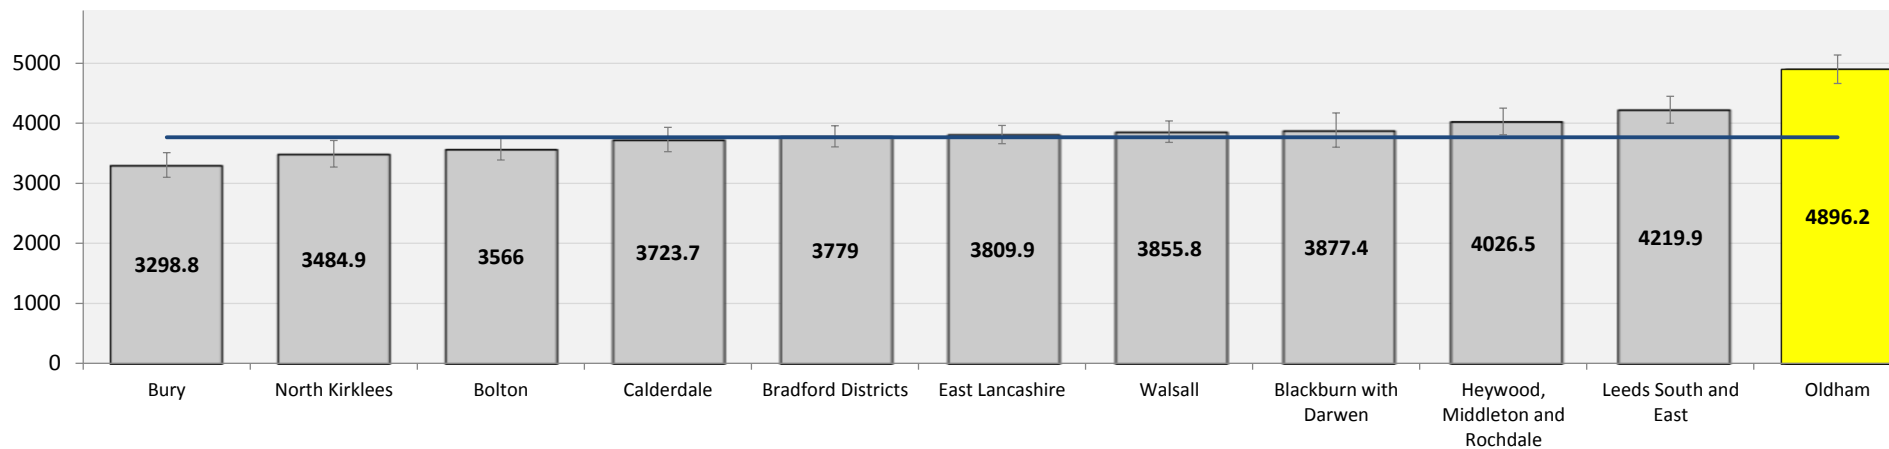 5000
4000
3000
2000
1000
0
3298.8
3484.9
3566
3723.7
3779
3809.9
3855.8
3877.4
4026.5
4219.9
4896.2
Bury
North Kirklees
Bolton
Calderdale
Bradford Districts
East Lancashire
Walsall
Blackburn with
Darwen
Heywood,
Middleton and
Rochdale
Leeds South and
East
Oldham